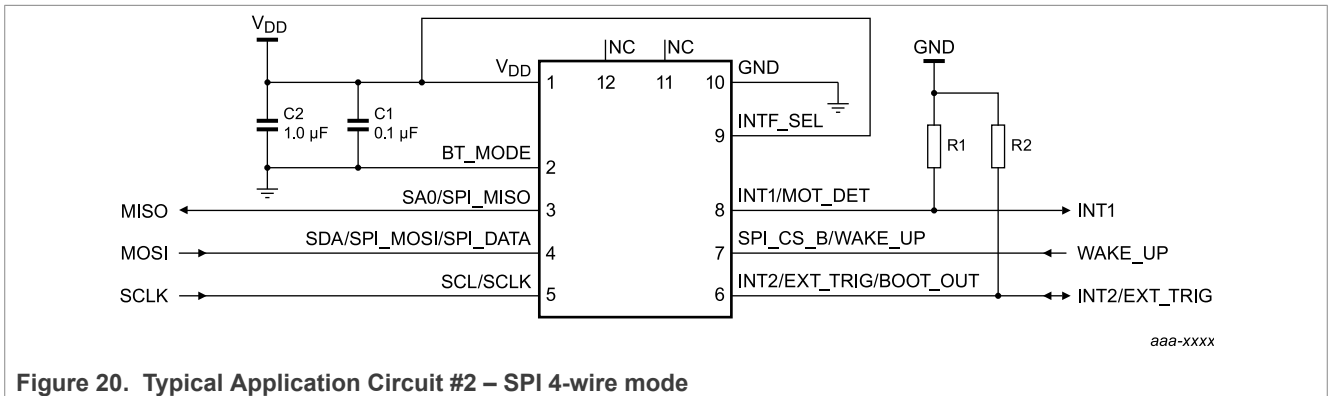 VDD
GND
NC
NC
VDD
GND
1
12
11
10
C2
1.0 µF
C1
0.1 µF
INTF_SEL
9
R1
R2
BT_MODE
2
MISO
SA0/SPI_MISO
3
8
INT1/MOT_DET
INT1
MOSI
SDA/SPI_MOSI/SPI_DATA
4
7
SPI_CS_B/WAKE_UP
WAKE_UP
SCLK
SCL/SCLK
5
6
INT2/EXT_TRIG/BOOT_OUT
INT2/EXT_TRIG
aaa-xxxx
Figure 20. Typical Application Circuit #2 – SPI 4-wire mode